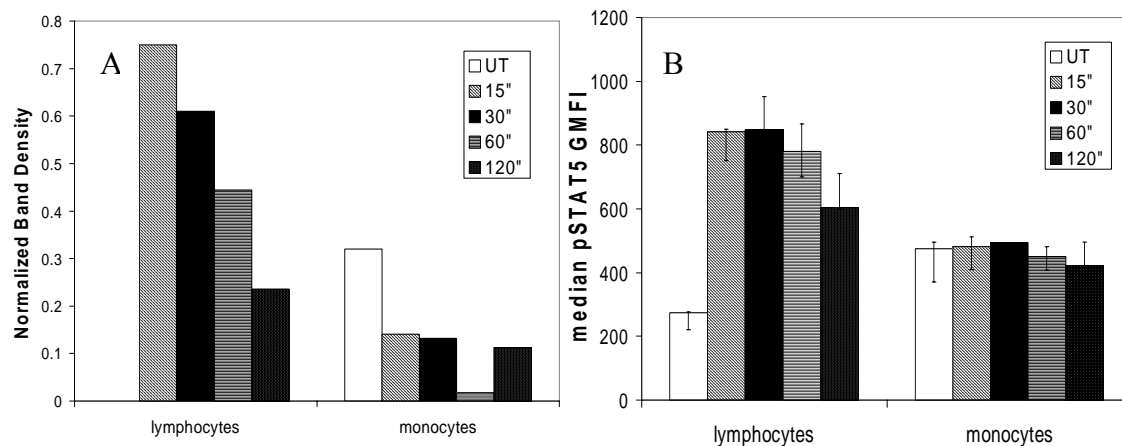 A
Normalized Band Density
0.8
0.7
0.6
0.5
0.4
0.3
0.2
0.1
0
lymphocytes
monocytes
UT
15"
30"
60"
120"
B
median pSTAT5 GMFI
1200
1000
800
600
400
200
0
lymphocytes
monocytes
UT
15"
30"
60"
120"